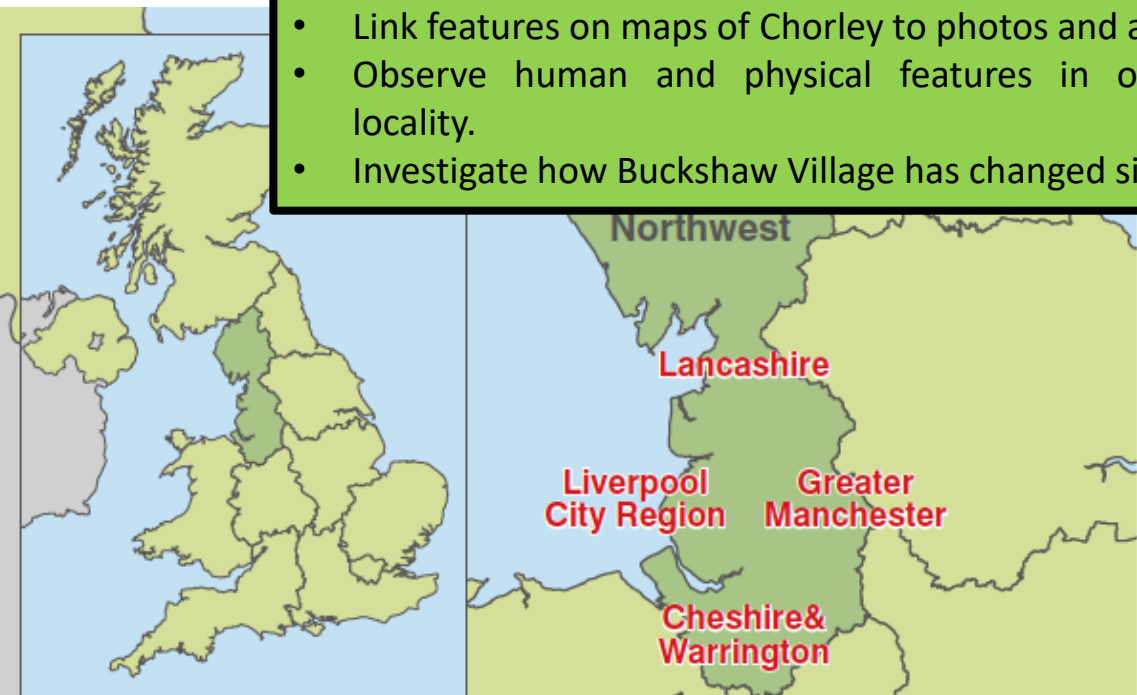 • Link features on maps of Chorley to photos and
• Observe human and physical features in
locality.
• Investigate how Buckshaw Village has changed
Northwest
Lancashire
Liverpool
City Region
Greater
Manchester
Cheshire&
Warrington